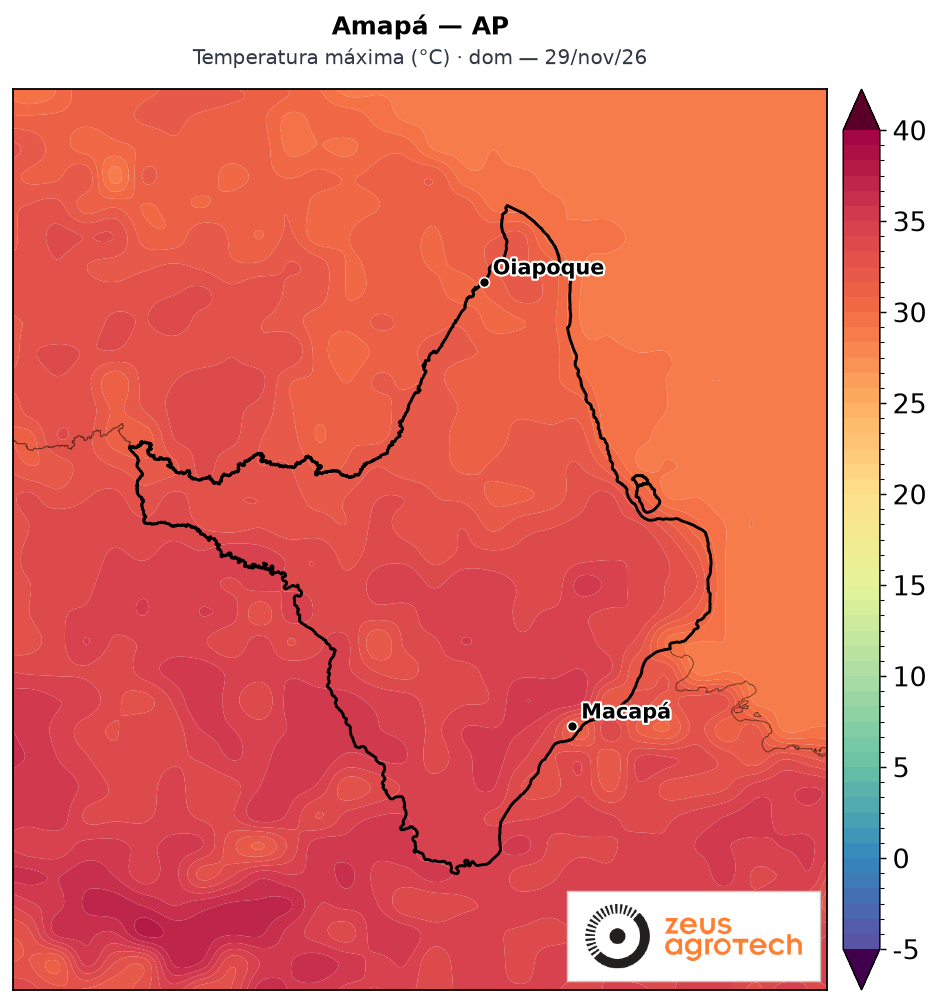 Amapá — AP
Temperatura máxima (°C) · dom — 29/nov/26
40
35
30
25
20
15
10
5
0
-5
Oiapoque
Macapá
zeus
agrotech